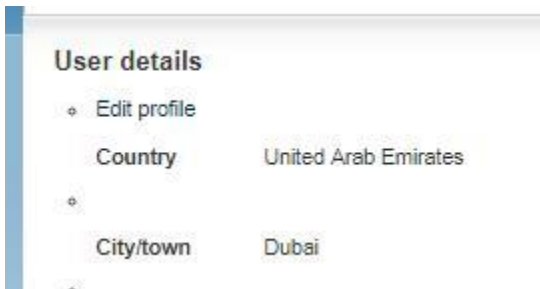 User details
Edit profile
Country United Arab Emirates
City/town Dubai